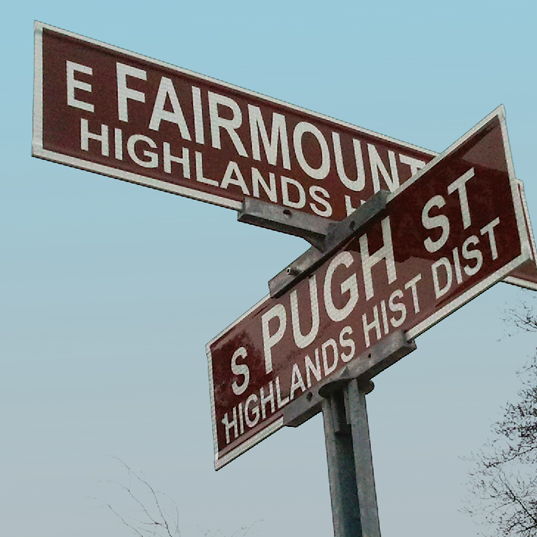 E FAIRMOUNT
HIGHLANDS
S PUGH ST
HIGHLANDS HIST DIST